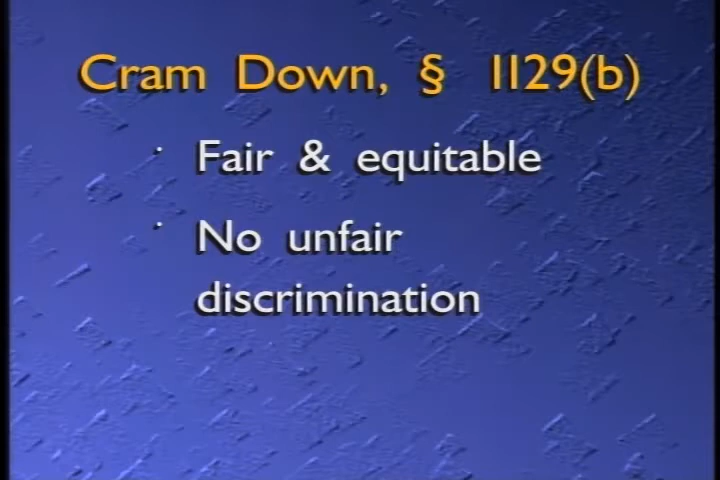 Cram Down, § 1129(b)
· Fair & equitable
· No unfair
discrimination